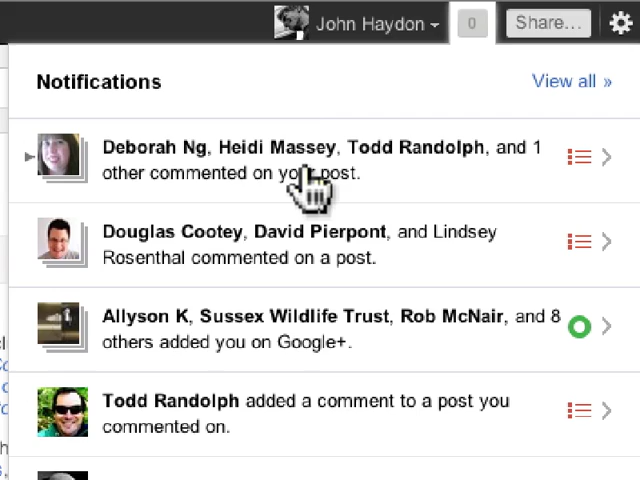 John Haydon
0
Share...
Notifications
View all »
Deborah Ng, Heidi Massey, Todd Randolph, and 1
other commented on your post.
Douglas Cootey, David Pierpont, and Lindsey
Rosenthal commented on a post.
Allyson K, Sussex Wildlife Trust, Rob McNair, and 8
others added you on Google+.
Todd Randolph added a comment to a post you
commented on.